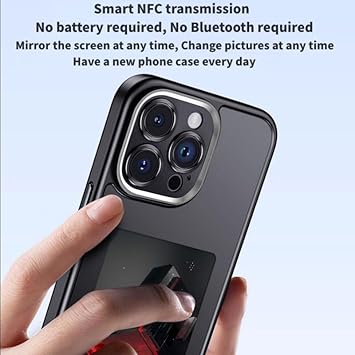 Smart NFC transmission
No battery required, No Bluetooth required
Mirror the screen at any time, Change pictures at any time
Have a new phone case every day